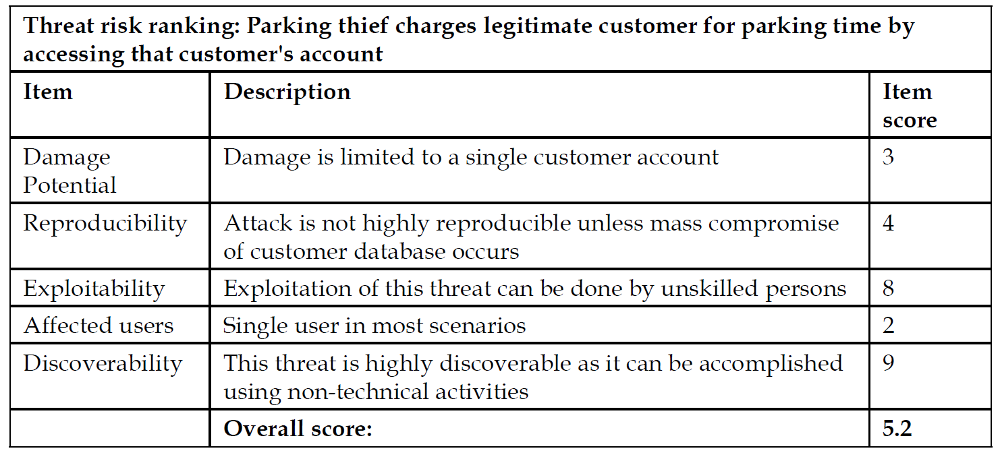 Threat risk ranking: Parking thief charges legitimate customer for parking time by
accessing that customer's account
Item
Description
Item
score
Damage
Potential
Damage is limited to a single customer account
3
Reproducibility
Attack is not highly reproducible unless mass compromise
of customer database occurs
4
Exploitability
Exploitation of this threat can be done by unskilled persons
8
Affected users
Single user in most scenarios
2
Discoverability
This threat is highly discoverable as it can be accomplished
using non-technical activities
9
Overall score:
5.2